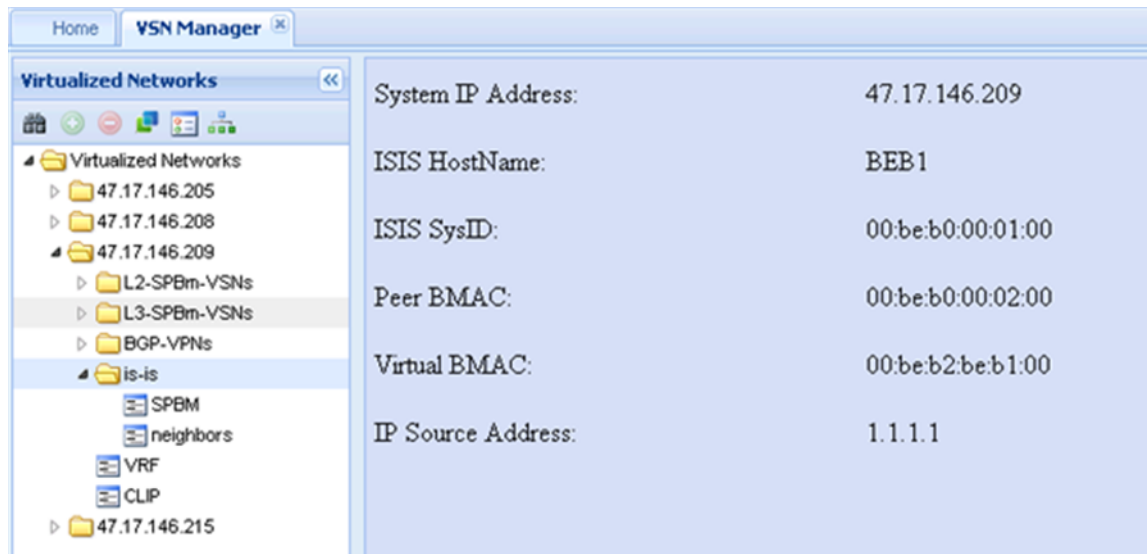 Home VSN Manager
Virtualized Networks
Virtualized Networks
47.17.146.205
47.17.146.208
47.17.146.209
L2-SPBm-VSNs
L3-SPBm-VSNs
BGP-VPNs
is-is
SPBM
neighbors
VRF
CLIP
47.17.146.215
System IP Address: 47.17.146.209
ISIS HostName: BEB1
ISIS SysID: 00:be:b0:00:01:00
Peer BMAC: 00:be:b0:00:02:00
Virtual BMAC: 00:be:b2:be:b1:00
IP Source Address: 1.1.1.1